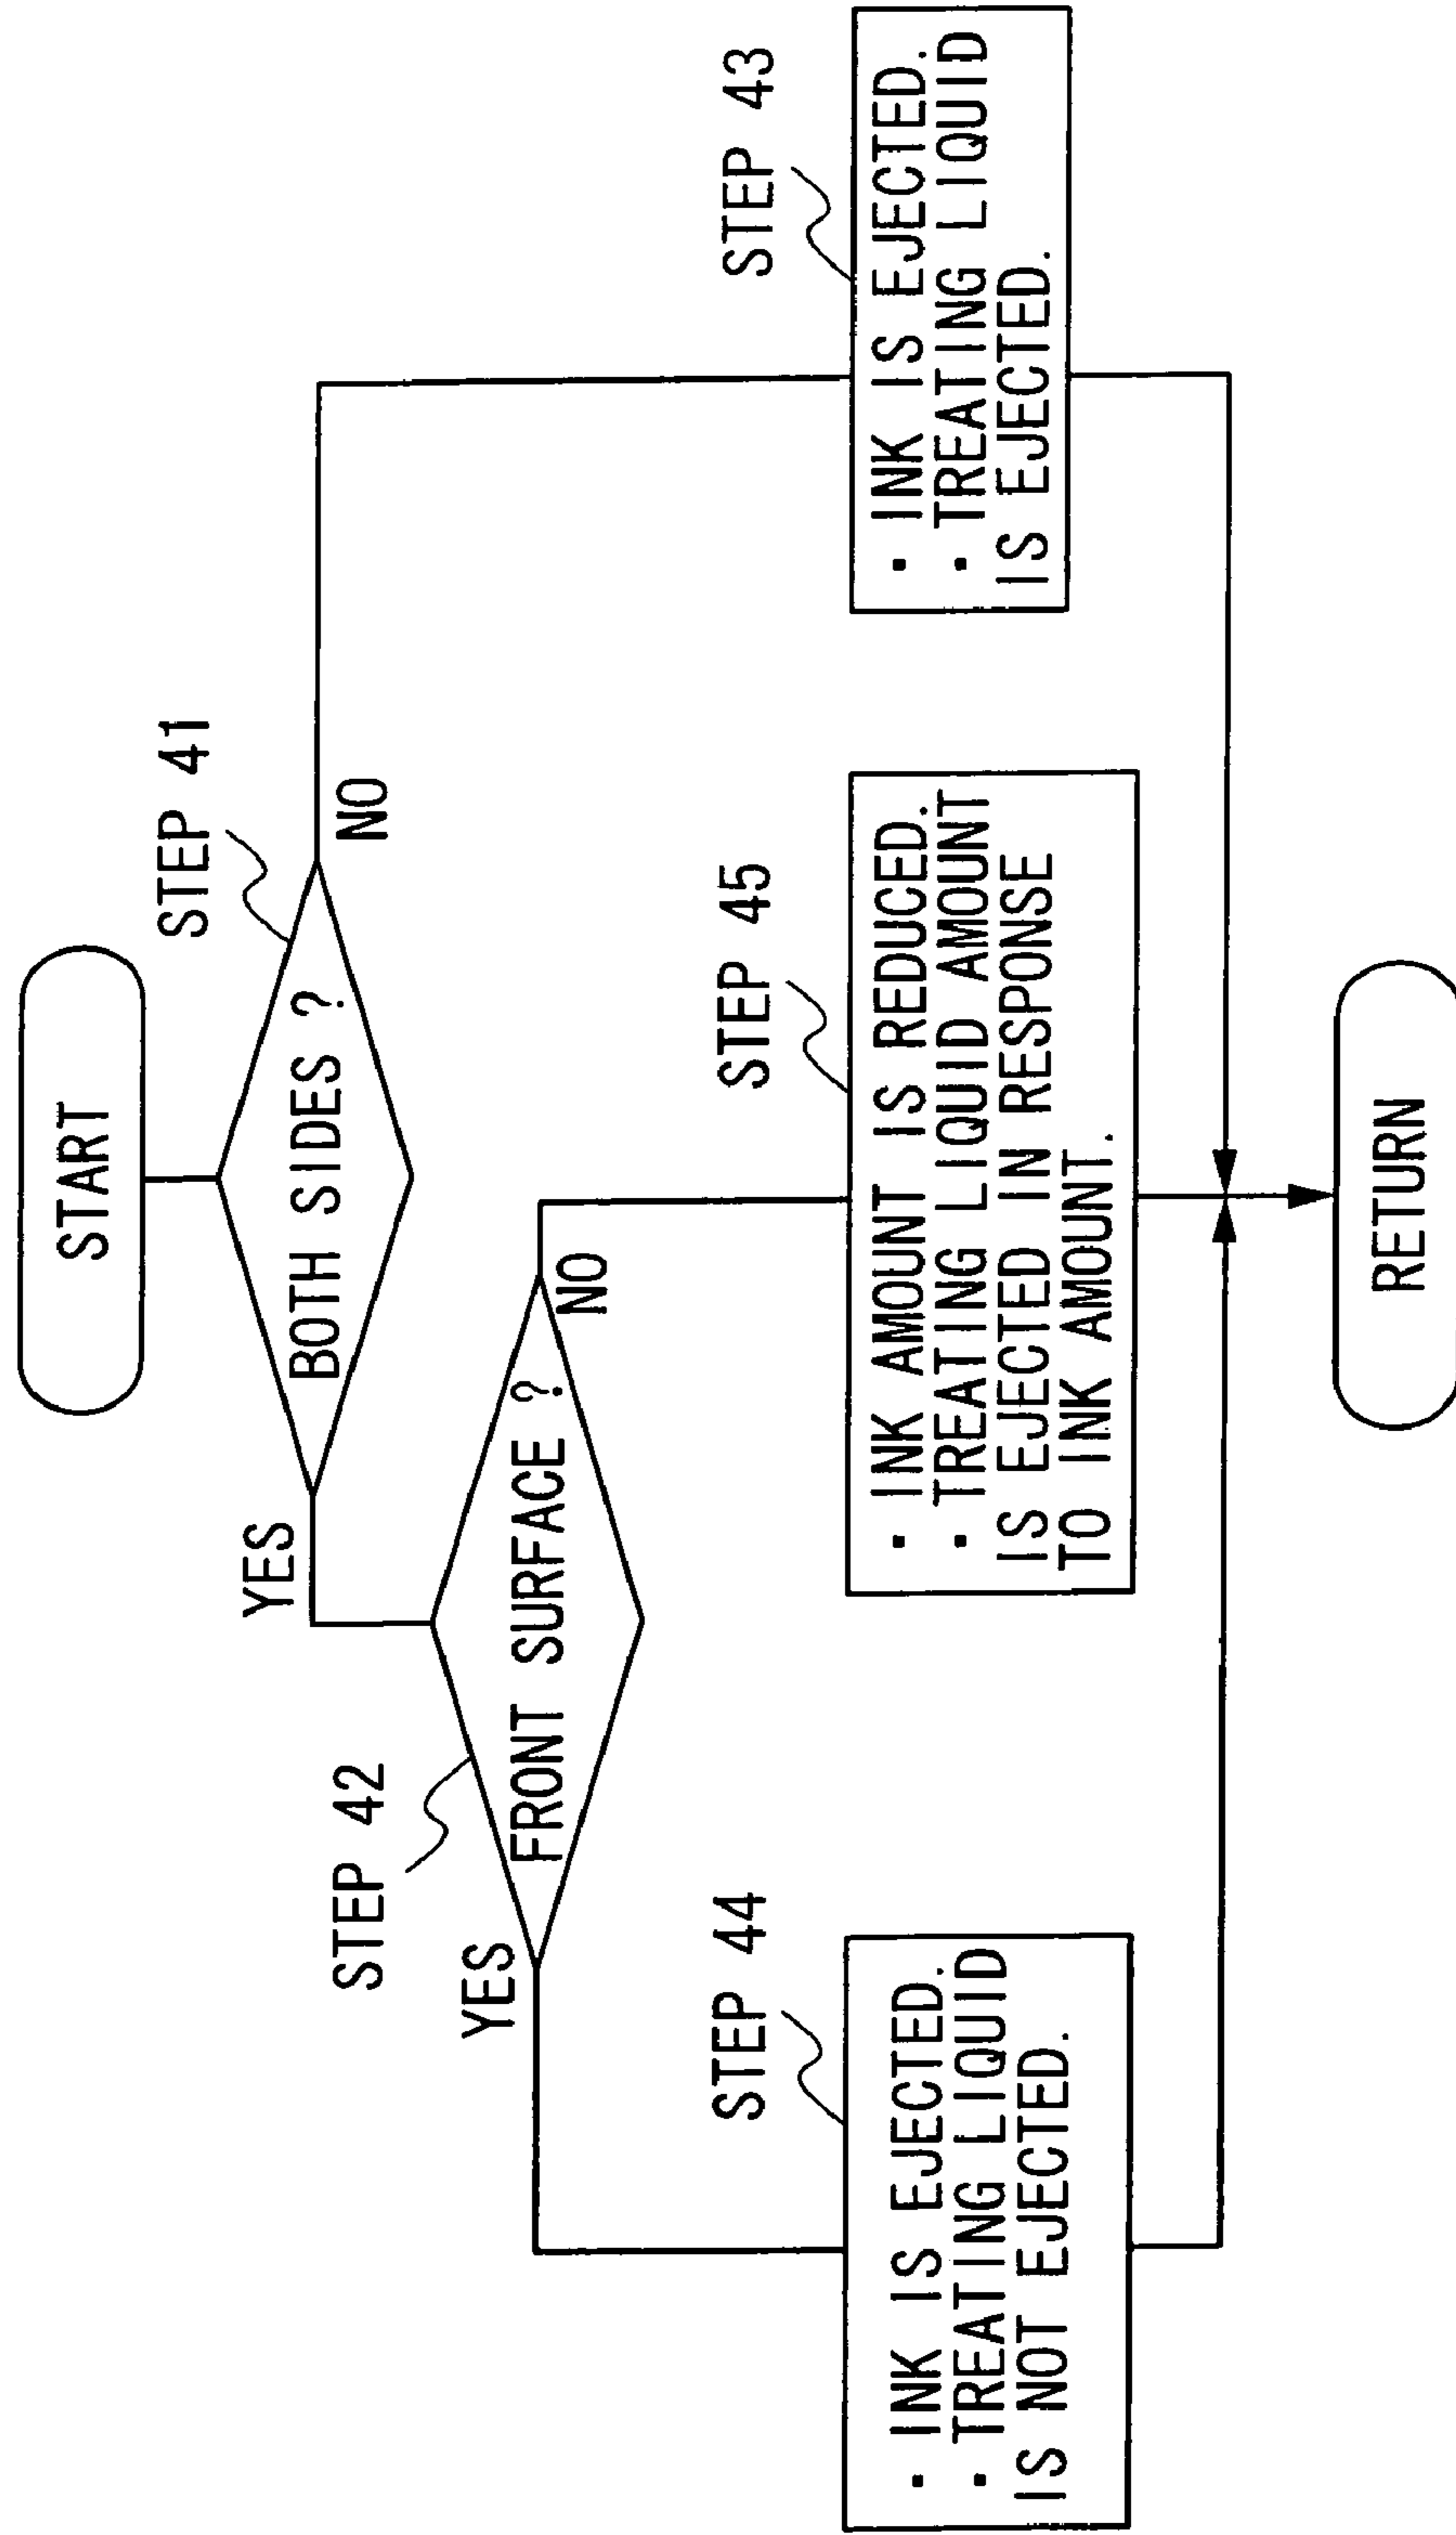 START
STEP 41
BOTH SIDES ?
YES
NO
STEP 42
FRONT SURFACE ?
YES
NO
STEP 44
· INK IS EJECTED.
· TREATING LIQUID
IS NOT EJECTED.
STEP 45
· INK AMOUNT IS REDUCED.
· TREATING LIQUID AMOUNT
IS EJECTED IN RESPONSE
TO INK AMOUNT.
STEP 43
· INK IS EJECTED.
· TREATING LIQUID
IS EJECTED.
RETURN